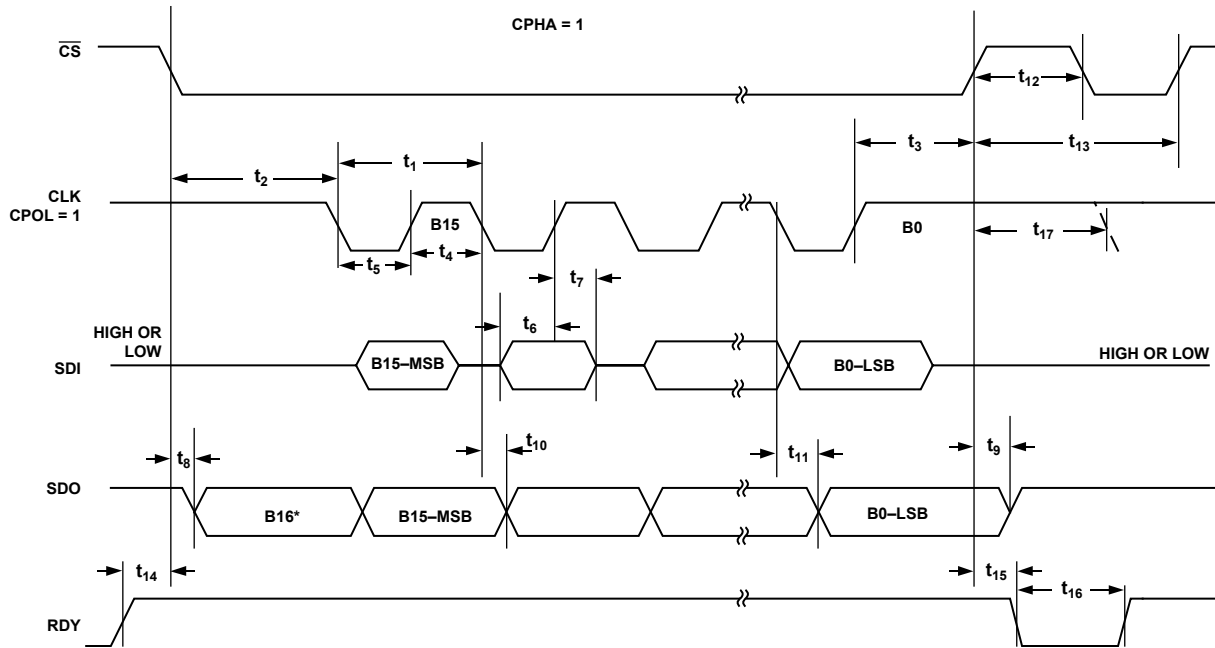 CPHA = 1
CS
t12
t3
t13
t1
t2
CLK
CPOL = 1
B15
B0
t17
t4
t5
t7
t6
HIGH OR
LOW
SDI
B15–MSB
B0–LSB
HIGH OR LOW
t8
t10
t11
t9
SDO
B16*
B15–MSB
B0–LSB
t14
t15
t16
RDY